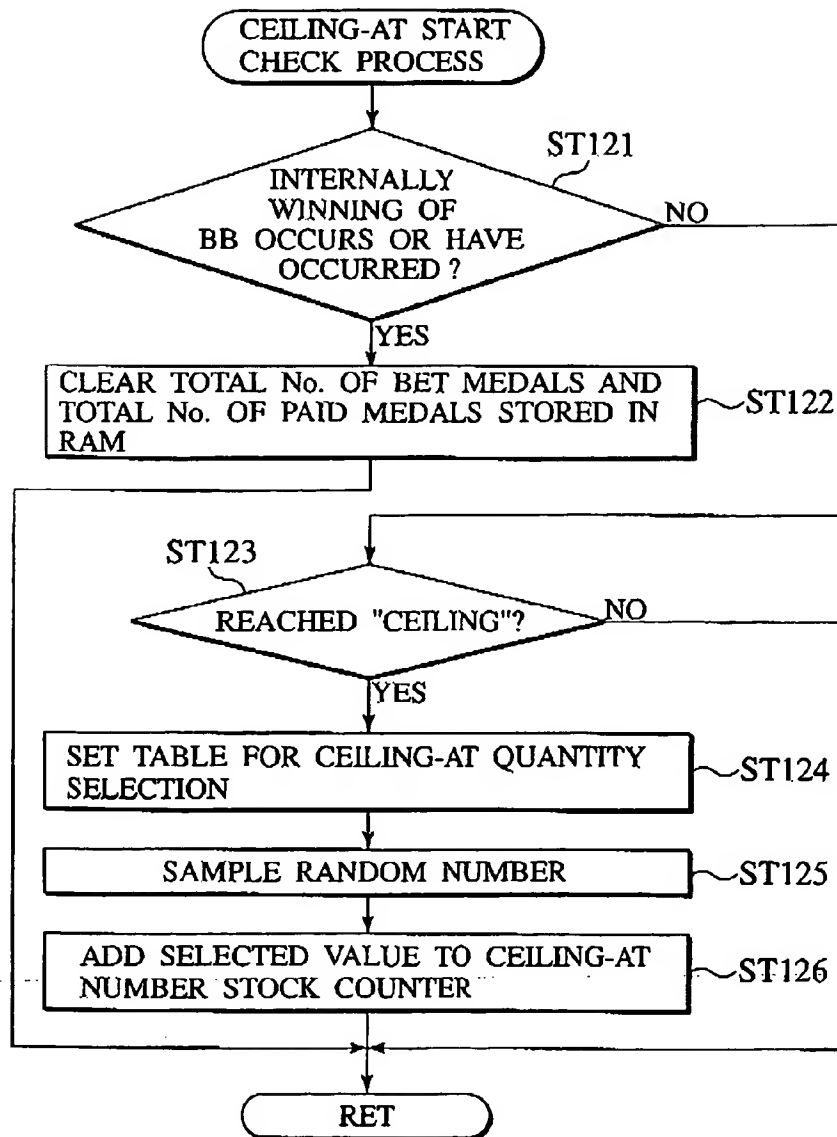 CEILING-AT START
CHECK PROCESS
ST121
INTERNALLY
WINNING OF
BB OCCURS OR HAVE
OCCURRED ?
NO
YES
CLEAR TOTAL No. OF BET MEDALS AND
TOTAL No. OF PAID MEDALS STORED IN
RAM
ST122
ST123
REACHED "CEILING"?
NO
YES
SET TABLE FOR CEILING-AT QUANTITY
SELECTION
ST124
SAMPLE RANDOM NUMBER
ST125
ADD SELECTED VALUE TO CEILING-AT
NUMBER STOCK COUNTER
ST126
RET